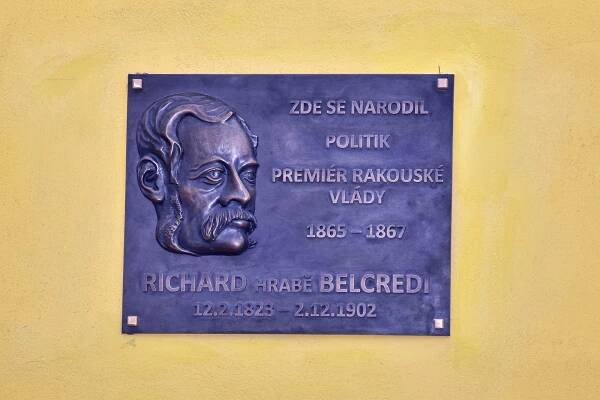 ZDE SE NARODIL
POLITIK
PREMIÉR RAKOUSKÉ
VLÁDY
1865 – 1867
RICHARD HRABĚ BELCREDI
12.2.1823 – 2.12.1902